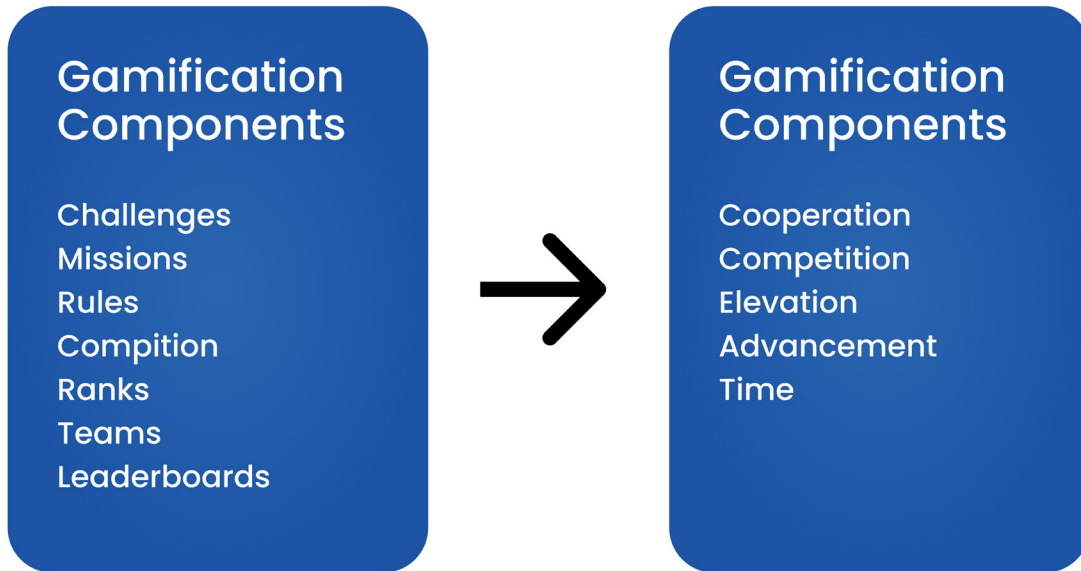 Gamification
Components
Challenges
Missions
Rules
Compition
Ranks
Teams
Leaderboards
Gamification
Components
Cooperation
Competition
Elevation
Advancement
Time